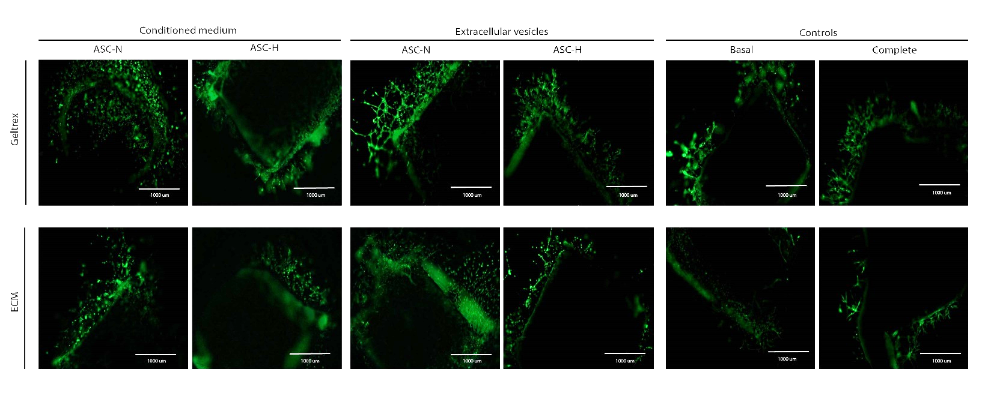 Conditioned medium
Extracellular vesicles
Controls
ASC-N
ASC-H
ASC-N
ASC-H
Basal
Complete
Geltrex
1000 um
1000 um
1000 um
1000 um
1000 um
1000 um
ECM
1000 um
1000 um
1000 um
1000 um
1000 um
1000 um